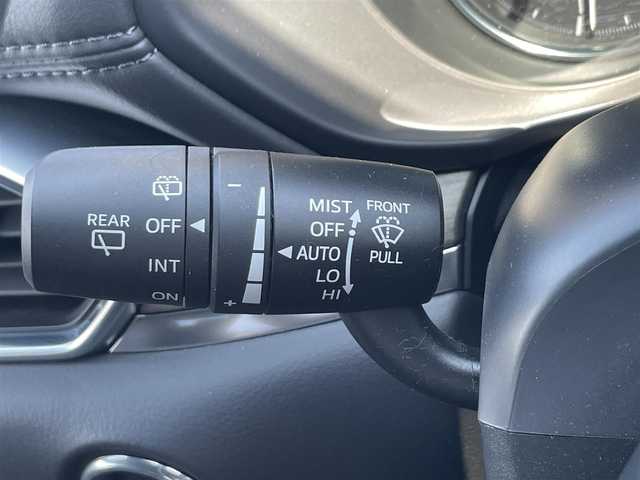 REAR
OFF
INT
ON
−
+
MIST
OFF
AUTO
LO
HI
FRONT
PULL